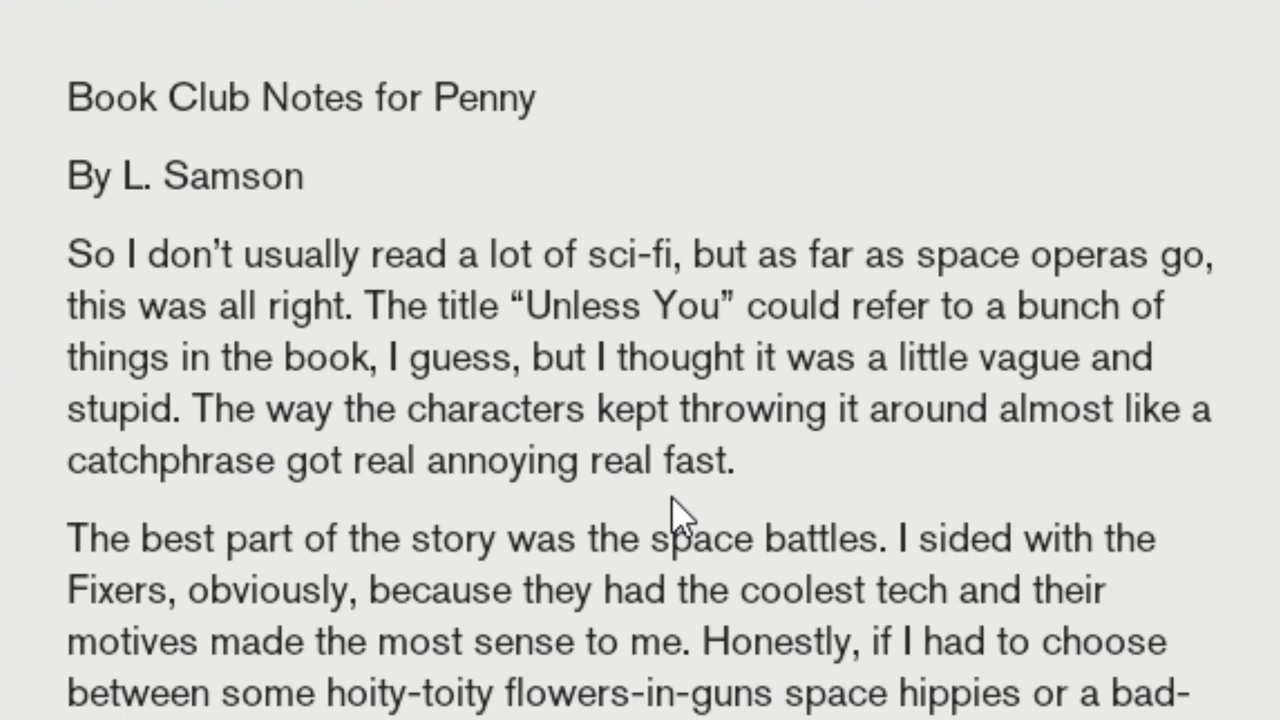 Book Club Notes for Penny
By L. Samson
So I don’t usually read a lot of sci-fi, but as far as space operas go,
this was all right. The title “Unless You” could refer to a bunch of
things in the book, I guess, but I thought it was a little vague and
stupid. The way the characters kept throwing it around almost like a
catchphrase got real annoying real fast.
The best part of the story was the space battles. I sided with the
Fixers, obviously, because they had the coolest tech and their
motives made the most sense to me. Honestly, if I had to choose
between some hoity-toity flowers-in-guns space hippies or a bad-